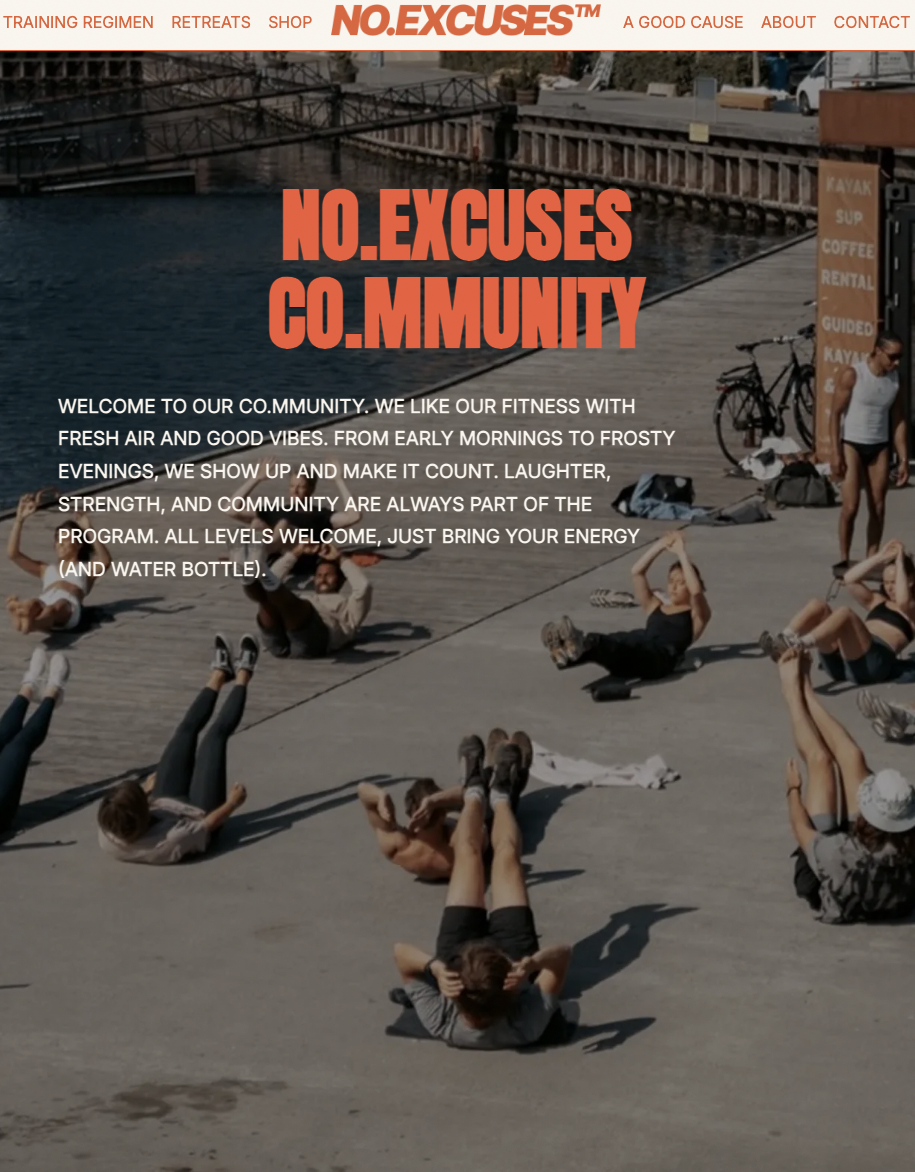 TRAINING REGIMEN RETREATS SHOP NO.EXCUSES™ A GOOD CAUSE ABOUT CONTACT
NO.EXCUSES
CO.MMUNITY
WELCOME TO OUR CO.MMUNITY. WE LIKE OUR FITNESS WITH
FRESH AIR AND GOOD VIBES. FROM EARLY MORNINGS TO FROSTY
EVENINGS, WE SHOW UP AND MAKE IT COUNT. LAUGHTER,
STRENGTH, AND COMMUNITY ARE ALWAYS PART OF THE
PROGRAM. ALL LEVELS WELCOME, JUST BRING YOUR ENERGY
(AND WATER BOTTLE).
KAYAK
SUP
COFFEE
RENTAL
GUIDED
KAYAK
&